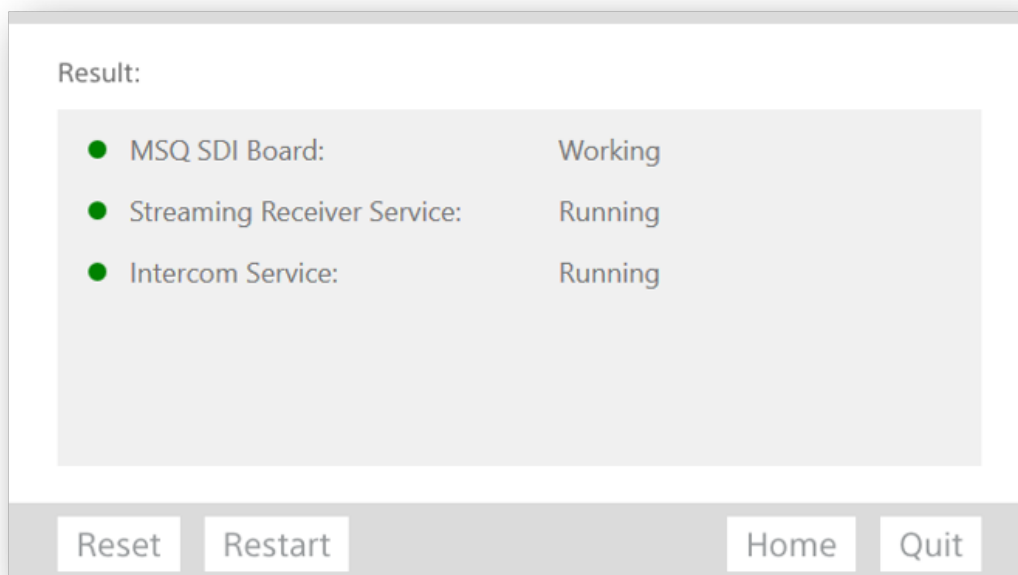 Result:
MSQ SDI Board: Working
Streaming Receiver Service: Running
Intercom Service: Running
Reset Restart Home Quit